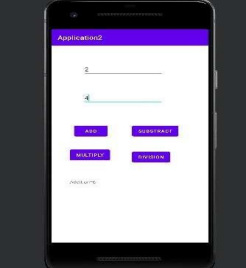 Application2
2
4
ADD
SUBSTRACT
MULTIPLY
DIVISION